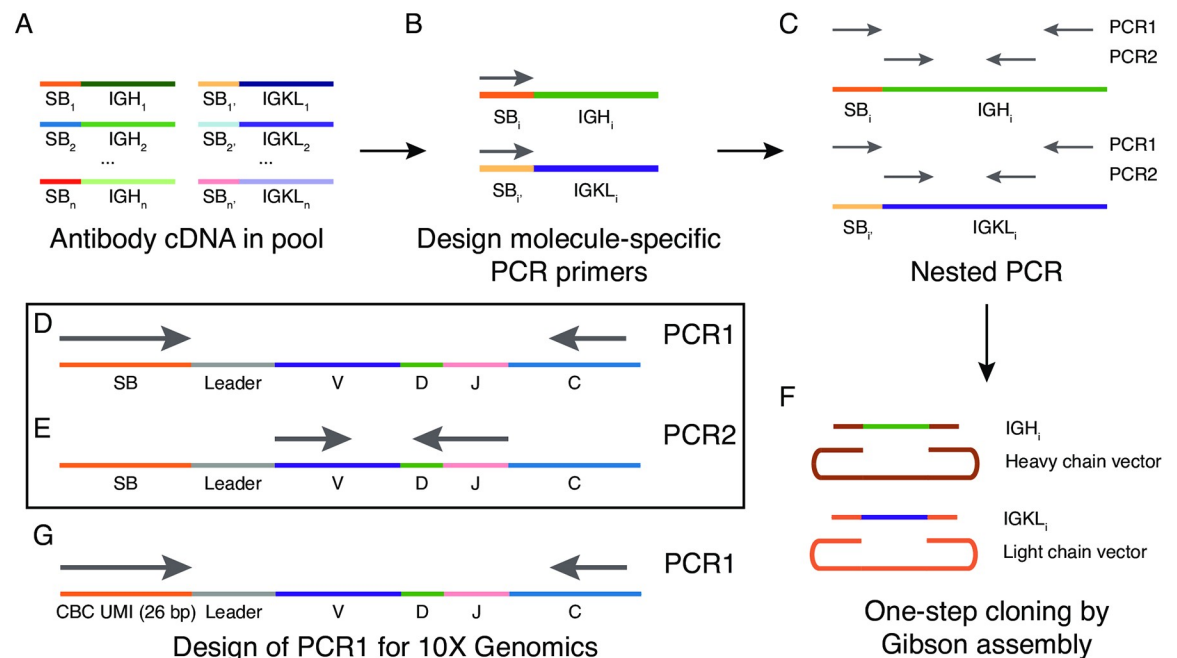 A
SB1 IGH1 SB1' IGKL1
SB2 IGH2 SB2' IGKL2
... ...
SBn IGHn SBn' IGKLn
Antibody cDNA in pool
B
SBi IGHi
SBi' IGKLi
Design molecule-specific
PCR primers
C
PCR1
PCR2
SBi IGHi
PCR1
PCR2
SBi' IGKLi
Nested PCR
D
PCR1
SB Leader V D J C
E
PCR2
SB Leader V D J C
F
IGHi
Heavy chain vector
IGKLi
Light chain vector
One-step cloning by
Gibson assembly
G
PCR1
CBC UMI (26 bp) Leader V D J C
Design of PCR1 for 10X Genomics